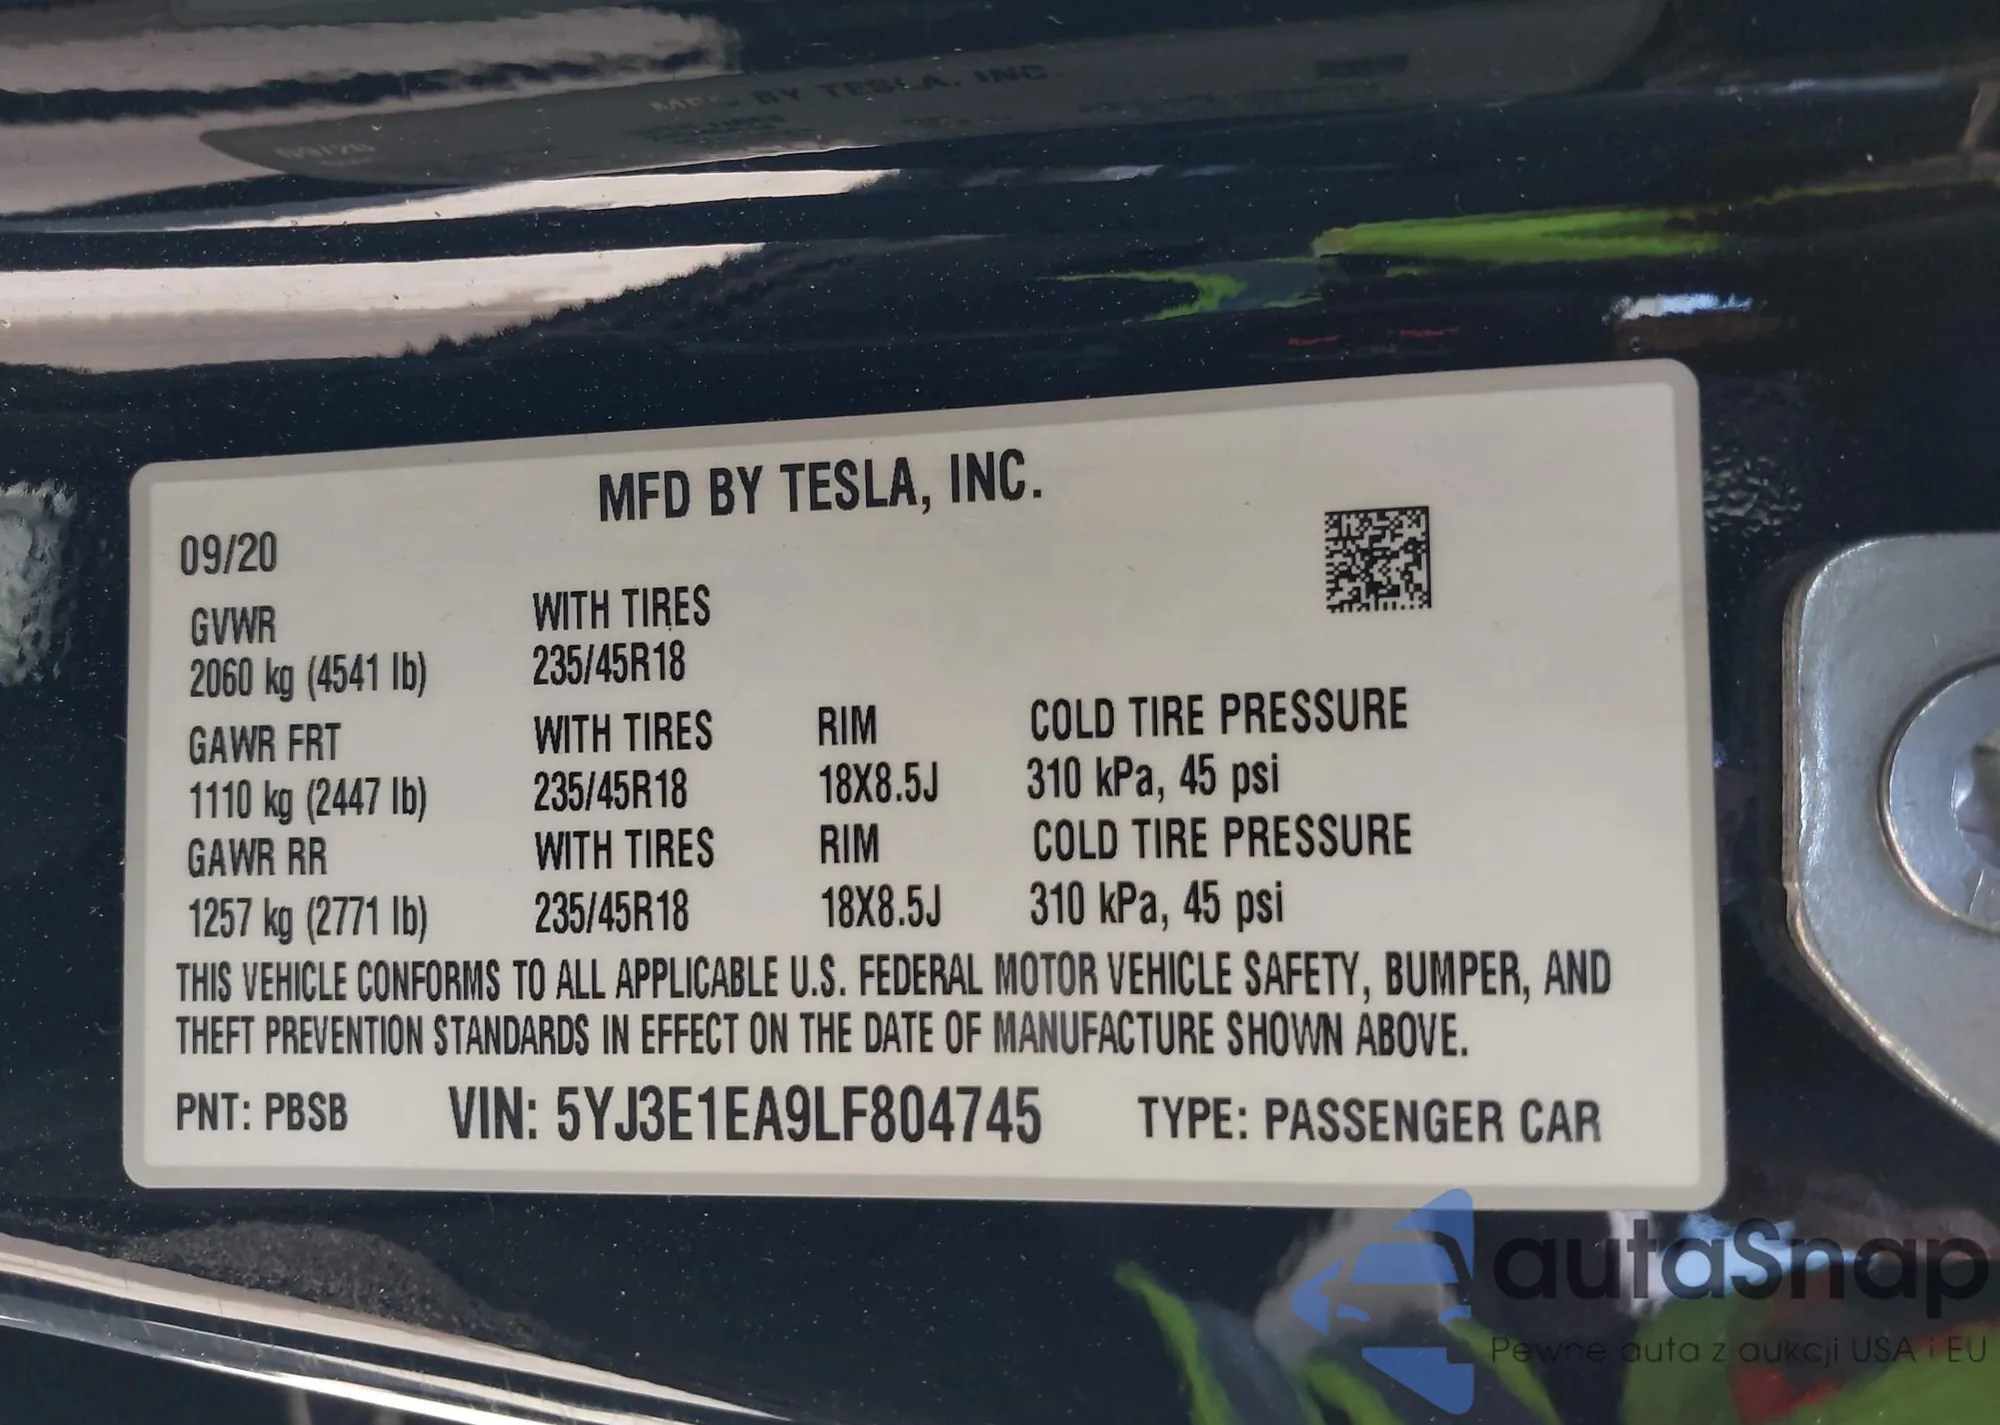 MFD BY TESLA, INC.
09/20
GVWR WITH TIRES
2060 kg (4541 lb) 235/45R18
GAWR FRT WITH TIRES RIM COLD TIRE PRESSURE
1110 kg (2447 lb) 235/45R18 18X8.5J 310 kPa, 45 psi
GAWR RR WITH TIRES RIM COLD TIRE PRESSURE
1257 kg (2771 lb) 235/45R18 18X8.5J 310 kPa, 45 psi
THIS VEHICLE CONFORMS TO ALL APPLICABLE U.S. FEDERAL MOTOR VEHICLE SAFETY, BUMPER, AND
THEFT PREVENTION STANDARDS IN EFFECT ON THE DATE OF MANUFACTURE SHOWN ABOVE.
PNT: PBSB VIN: 5YJ3E1EA9LF804745 TYPE: PASSENGER CAR
autaSnap
Pewne auta z aukcji USA i EU